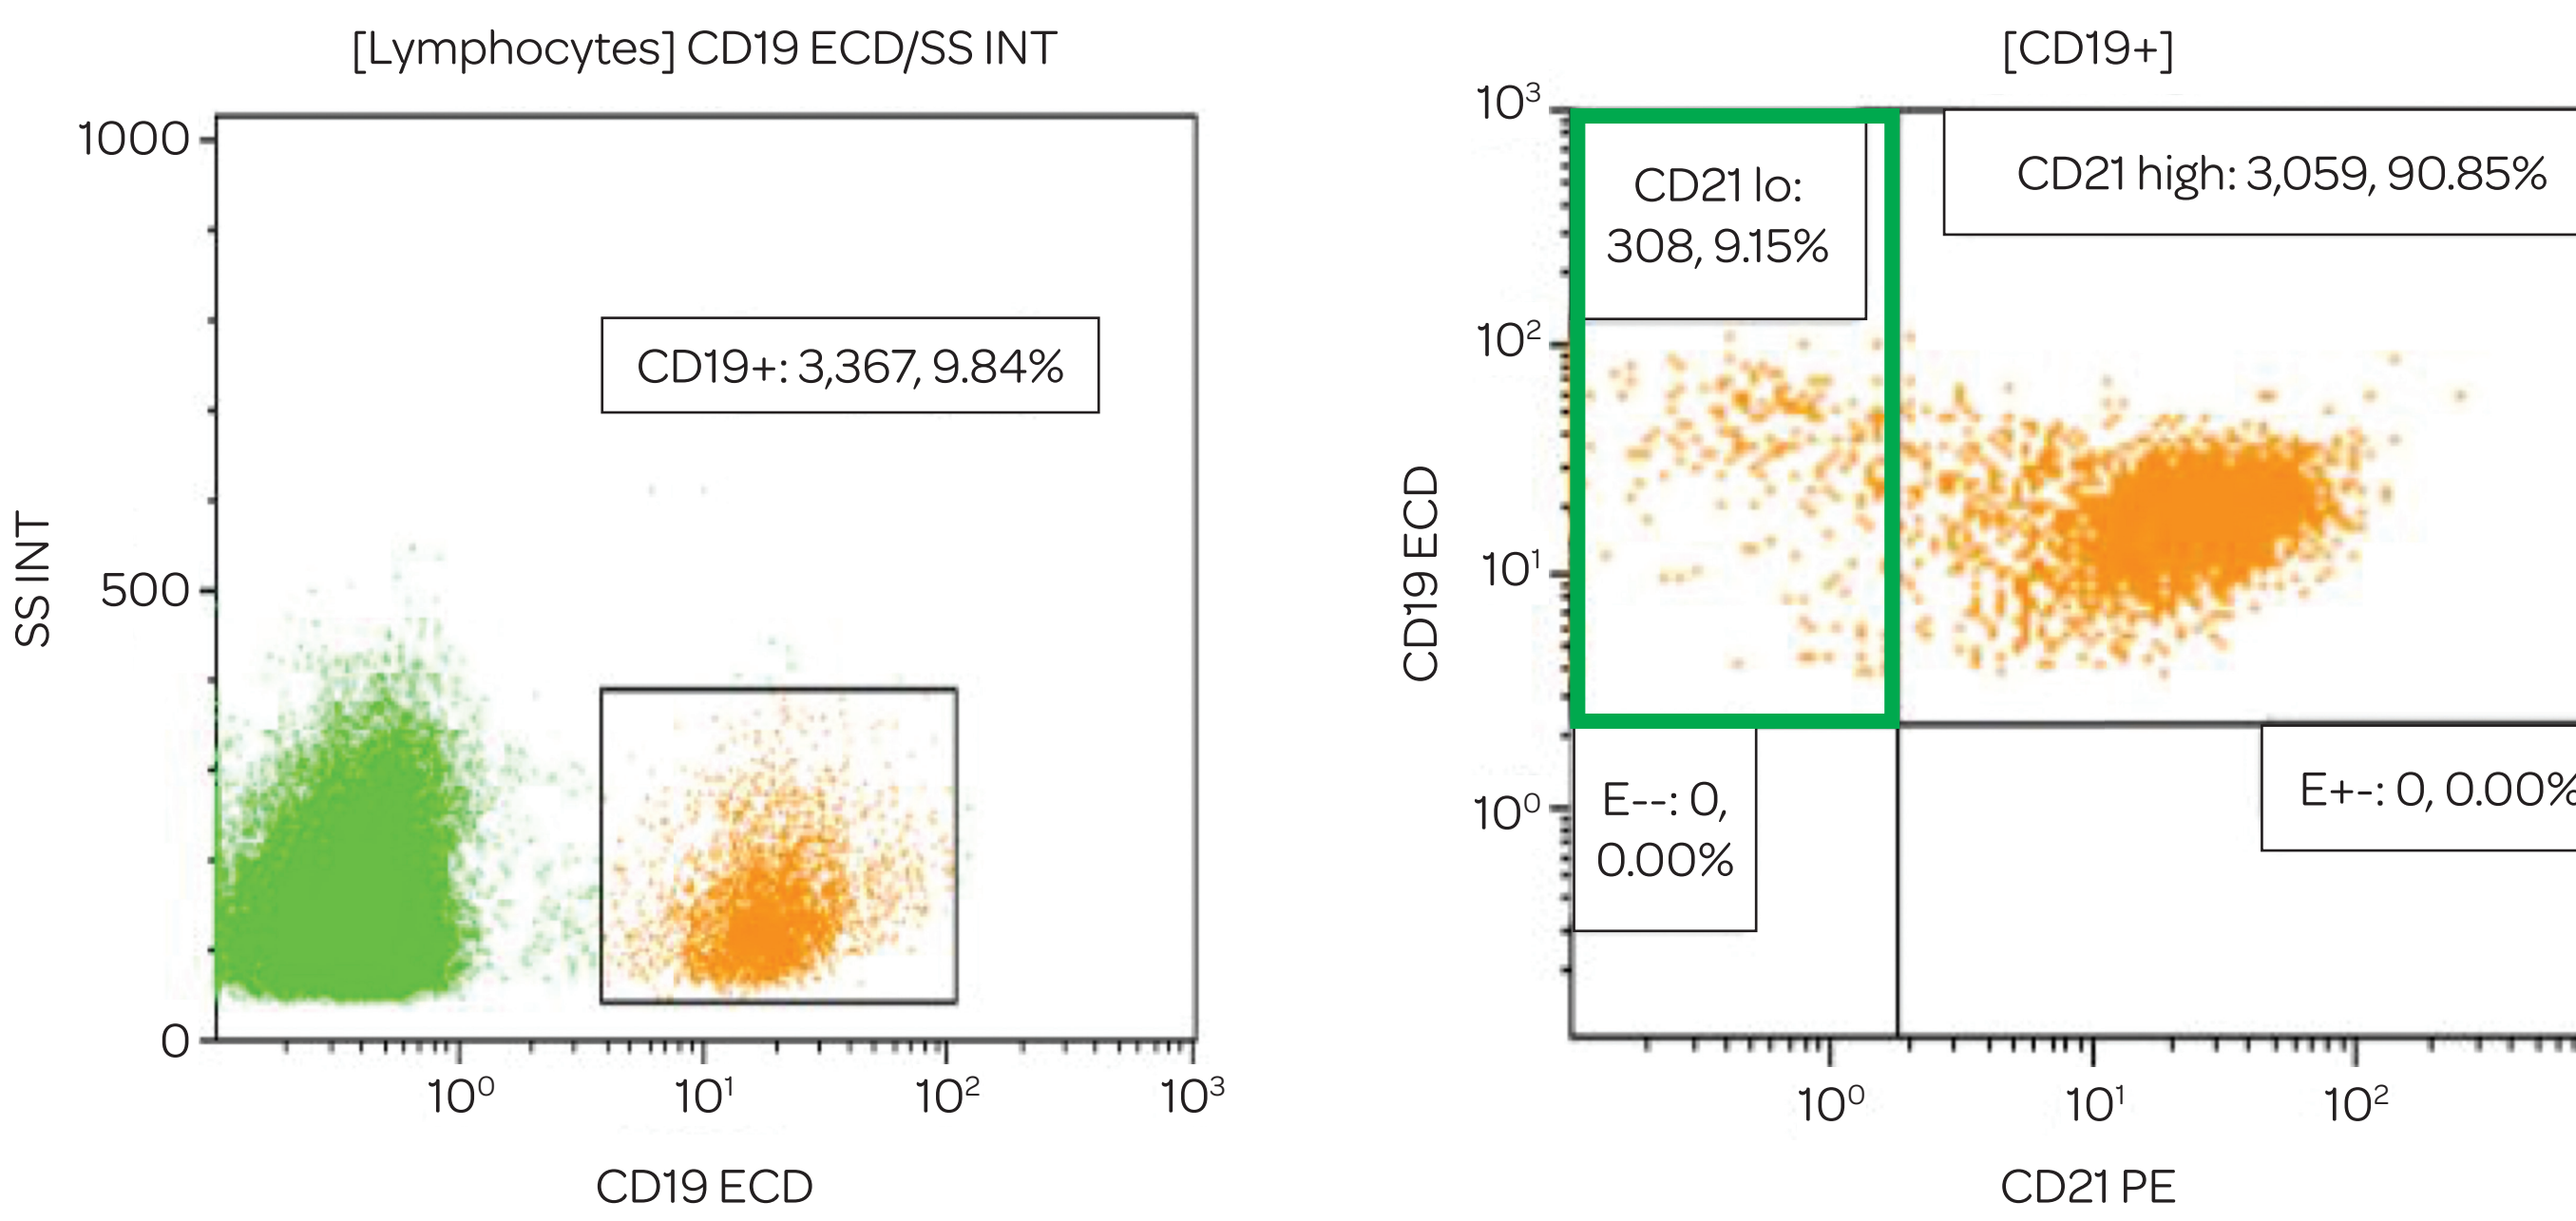 [Lymphocytes] CD19 ECD/SS INT
1000
500
0
SS INT
CD19+: 3,367, 9.84%
10⁰
10¹
10²
10³
CD19 ECD
[CD19+]
10³
10²
10¹
10⁰
CD19 ECD
CD21 lo:
308, 9.15%
CD21 high: 3,059, 90.85%
E--: 0,
0.00%
E+-: 0, 0.00%
10⁰
10¹
10²
CD21 PE